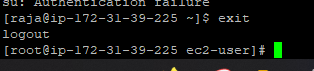 su: Authentication failure
[raja@ip-172-31-39-225 ~]$ exit
logout
[root@ip-172-31-39-225 ec2-user]#